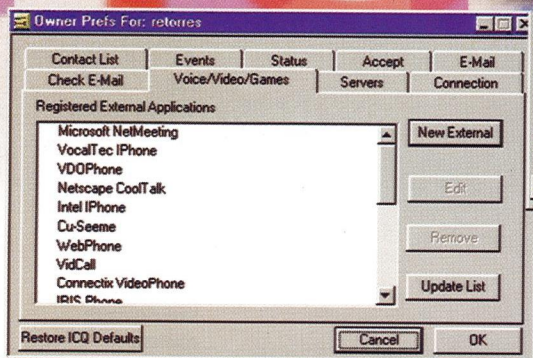 Owner Prefs For: retorres
Contact List Events Status Accept E-Mail
Check E-Mail Voice/Video/Games Servers Connection
Registered External Applications
Microsoft NetMeeting
VocalTec IPhone
VDOPhone
Netscape CoolTalk
Intel IPhone
Cu-Seeme
WebPhone
VidCall
Connectix VideoPhone
IRIS Phone
New External
Edit
Remove
Update List
Restore ICQ Defaults Cancel OK